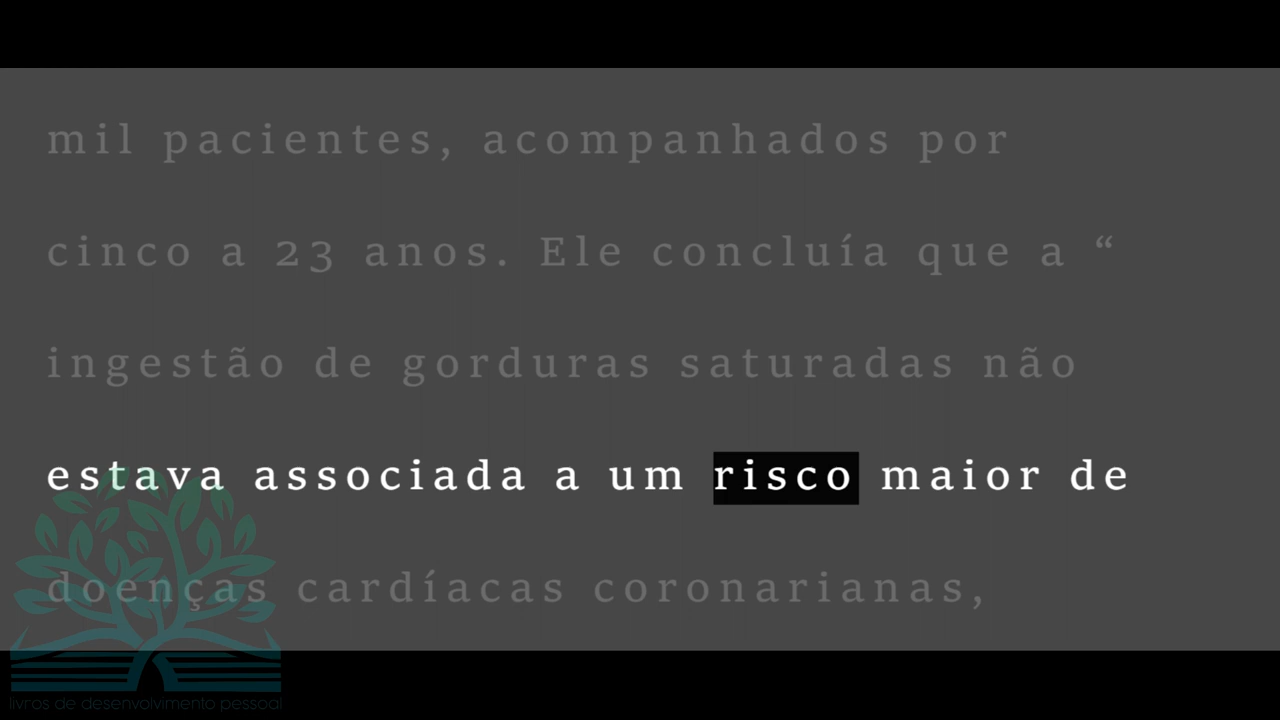 mil pacientes, acompanhados por
cinco a 23 anos. Ele concluía que a “
ingestão de gorduras saturadas não
estava associada a um risco maior de
doenças cardíacas coronarianas,
livros de desenvolvimento pessoal